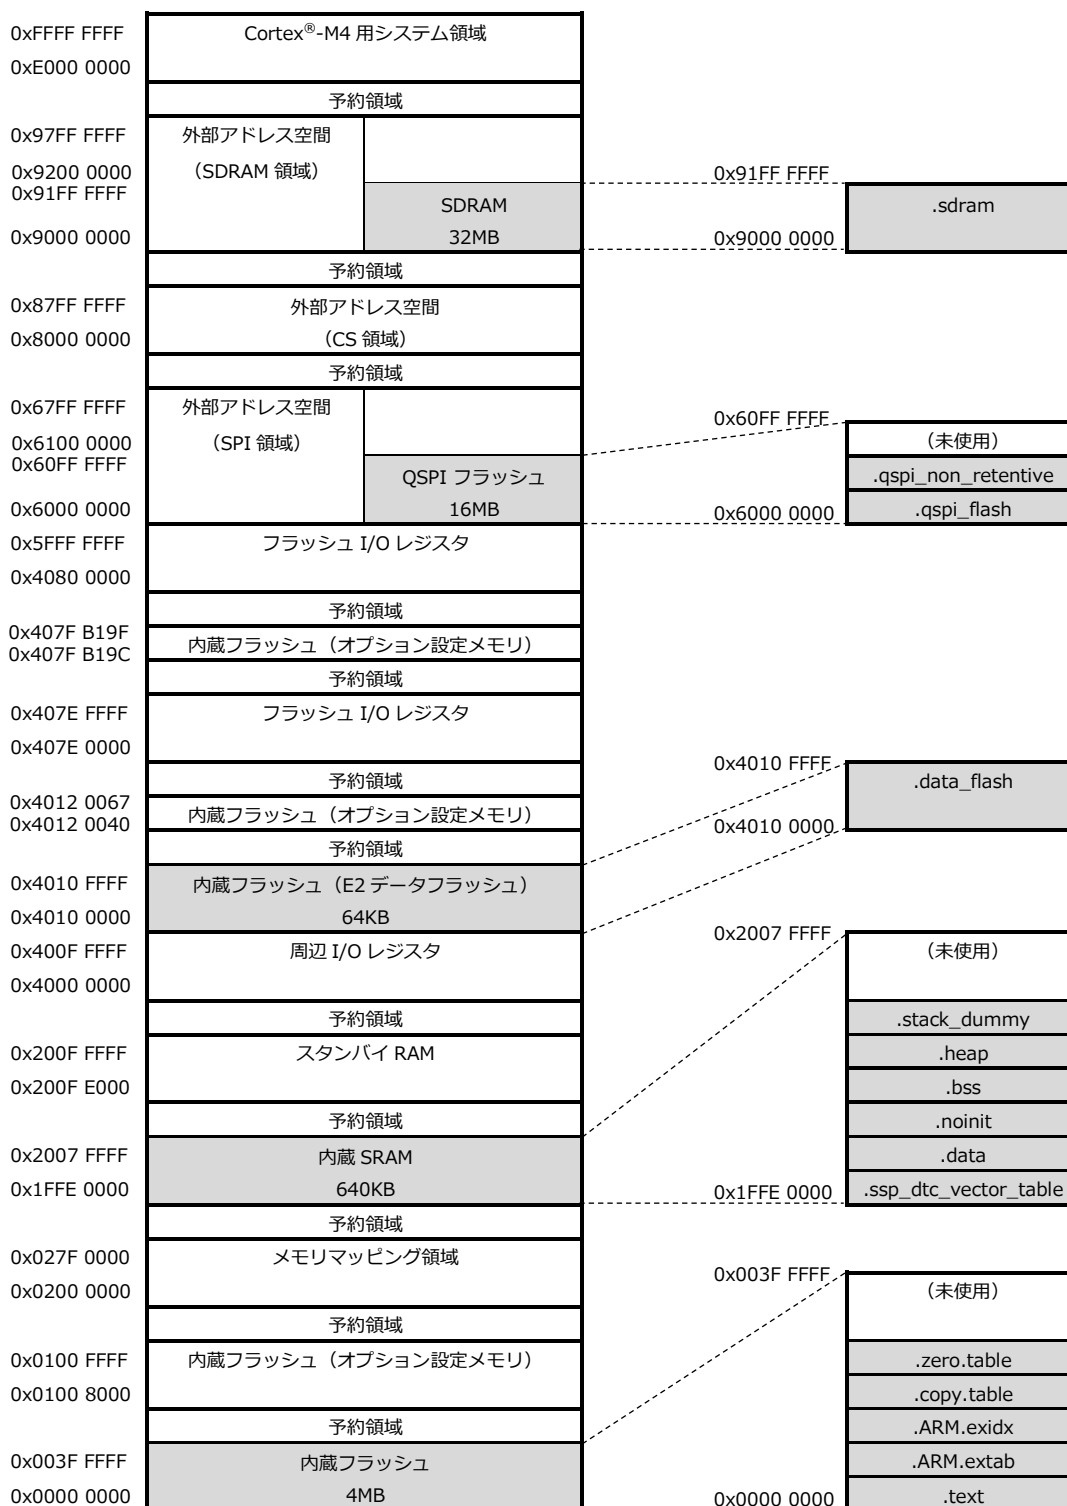 0xFFFF FFFF Cortex®-M4 用システム領域
0xE000 0000
予約領域
0x97FF FFFF 外部アドレス空間
0x9200 0000 （SDRAM 領域） 0x91FF FFFF
0x91FF FFFF SDRAM .sdram
0x9000 0000 32MB 0x9000 0000
予約領域
0x87FF FFFF 外部アドレス空間
0x8000 0000 （CS 領域）
予約領域
0x67FF FFFF 外部アドレス空間 0x60FF FFFF
0x6100 0000 （SPI 領域） （未使用）
0x60FF FFFF QSPI フラッシュ .qspi_non_retentive
0x6000 0000 16MB 0x6000 0000 .qspi_flash
0x5FFF FFFF フラッシュ I/O レジスタ
0x4080 0000
予約領域
0x407F B19F 内蔵フラッシュ（オプション設定メモリ）
0x407F B19C
予約領域
0x407E FFFF フラッシュ I/O レジスタ
0x407E 0000
0x4010 FFFF
予約領域 .data_flash
0x4012 0067 内蔵フラッシュ（オプション設定メモリ）
0x4012 0040 0x4010 0000
予約領域
0x4010 FFFF 内蔵フラッシュ（E2 データフラッシュ）
0x4010 0000 64KB
0x2007 FFFF
0x400F FFFF 周辺 I/O レジスタ （未使用）
0x4000 0000
予約領域 .stack_dummy
0x200F FFFF スタンバイ RAM .heap
0x200F E000 .bss
予約領域 .noinit
0x2007 FFFF 内蔵 SRAM .data
0x1FFE 0000 640KB 0x1FFE 0000 .ssp_dtc_vector_table
予約領域
0x027F 0000 メモリマッピング領域
0x003F FFFF
0x0200 0000 （未使用）
予約領域
0x0100 FFFF 内蔵フラッシュ（オプション設定メモリ） .zero.table
0x0100 8000 .copy.table
予約領域 .ARM.exidx
0x003F FFFF 内蔵フラッシュ .ARM.extab
0x0000 0000 4MB 0x0000 0000 .text